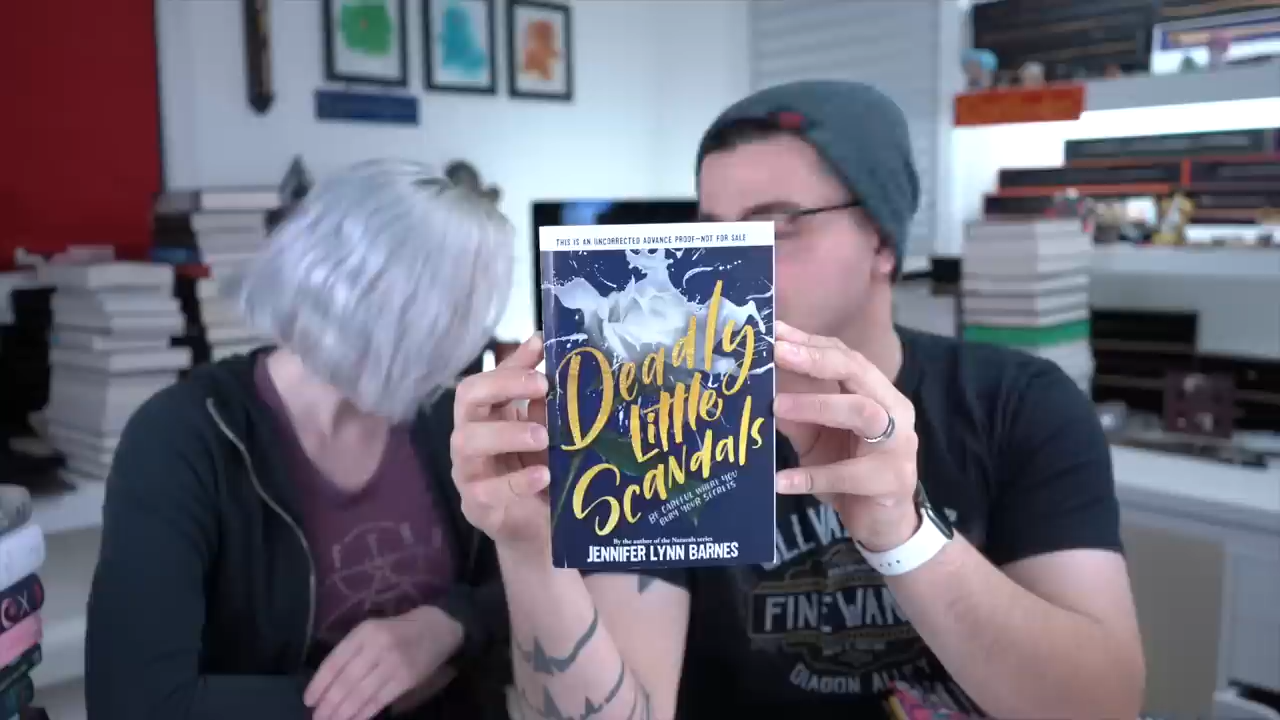 THIS IS AN UNCORRECTED ADVANCE PROOF—NOT FOR SALE
Deadly
Little
Scandals
BE CAREFUL WHERE YOU
BURY YOUR SECRETS
By the author of the Naturals series
JENNIFER LYNN BARNES
FINE WAN
DIAGON AL